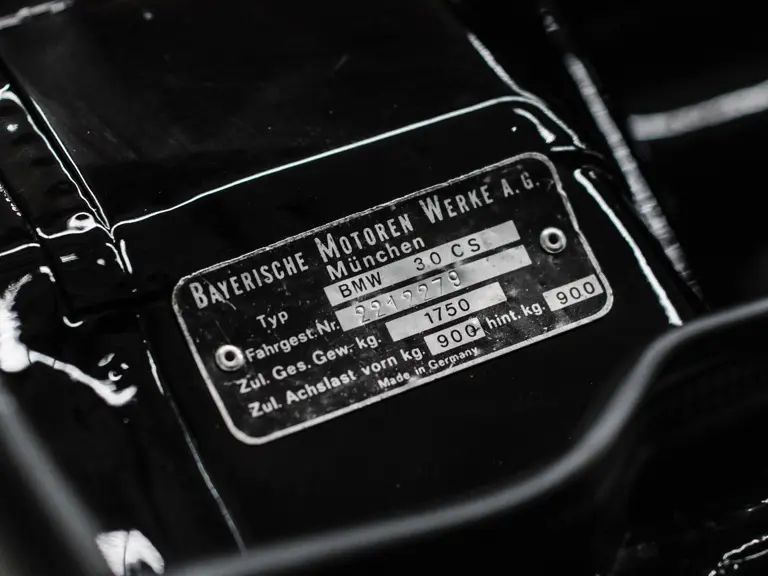 BAYERISCHE MOTOREN WERKE A.G.
München
Typ BMW 30 CS
Fahrgest.Nr. 2212279
Zul. Ges. Gew. kg. 1750
Zul. Achslast vorn kg. 900 hint. kg. 900
Made in Germany